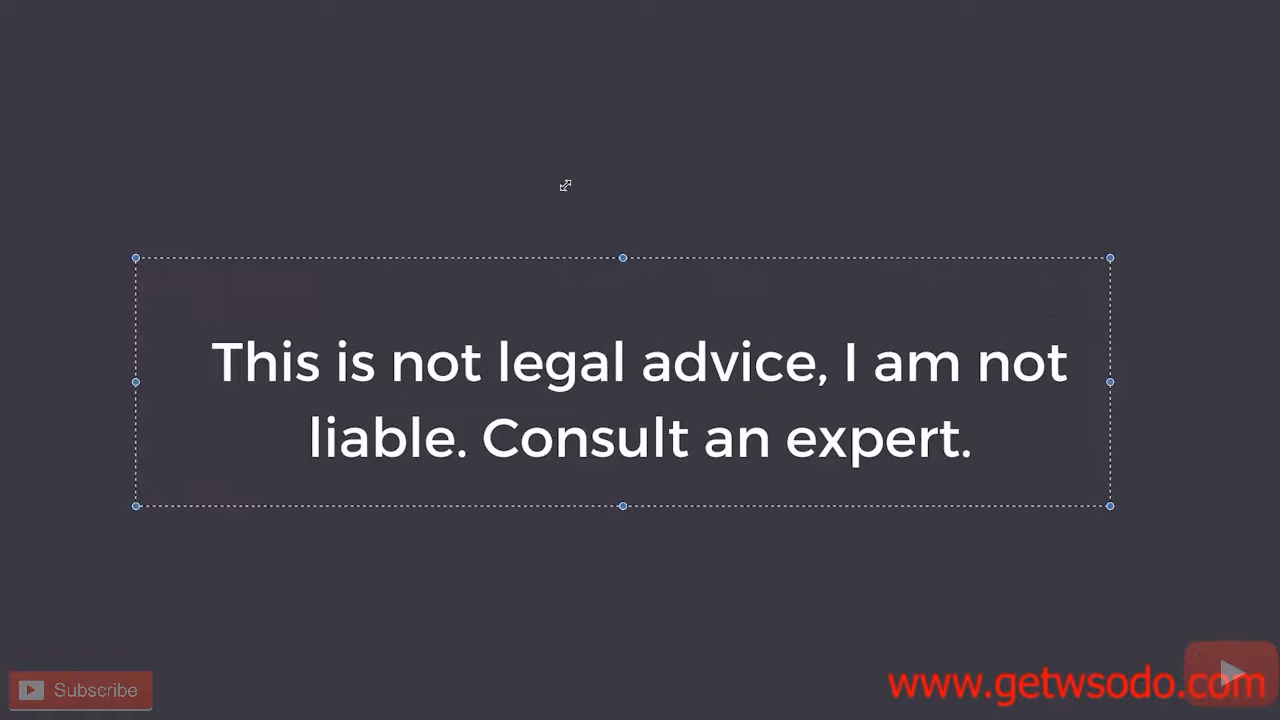 This is not legal advice, I am not
liable. Consult an expert.
Subscribe
www.getwsodo.com